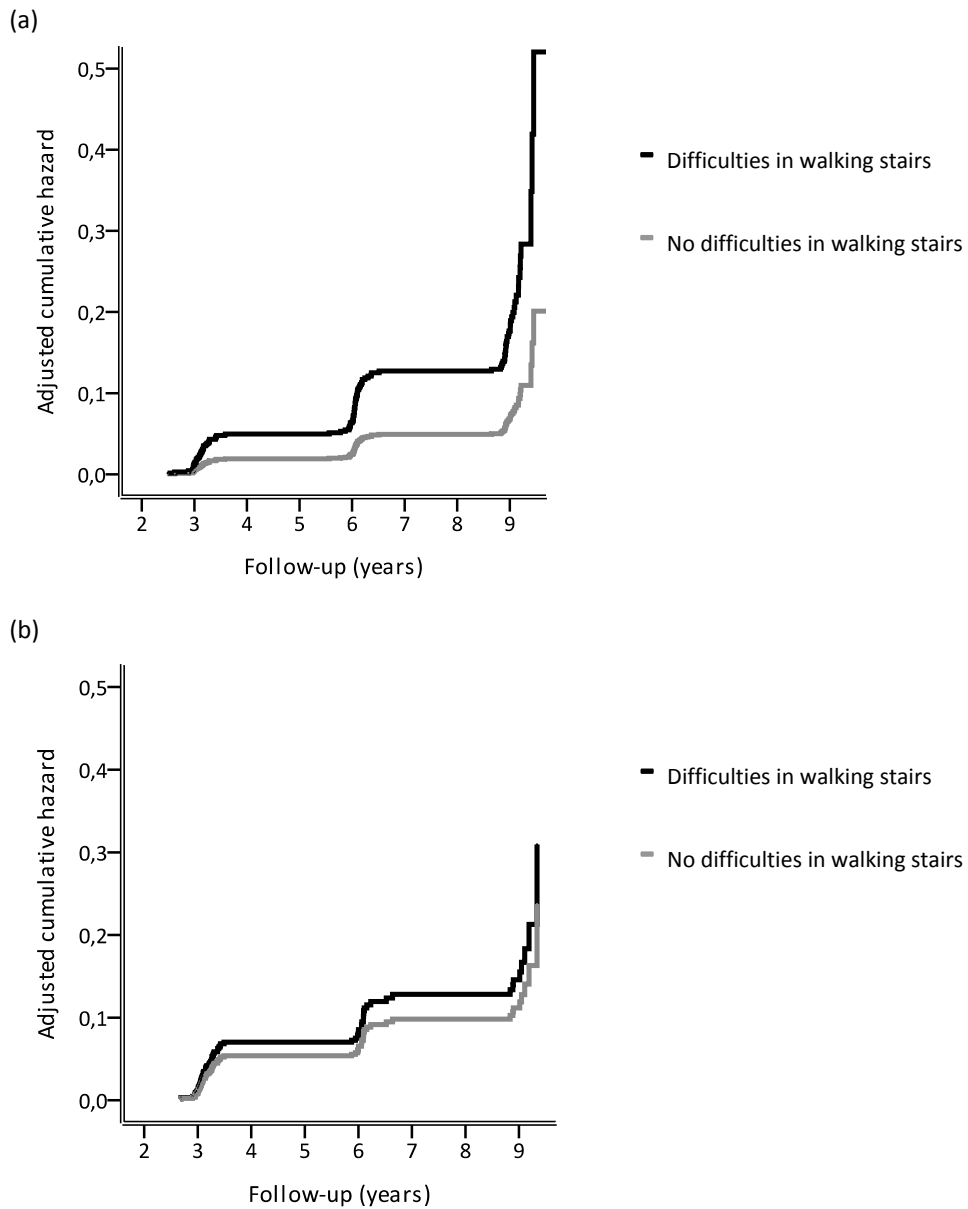 (a)
Adjusted cumulative hazard
0,5
0,4
0,3
0,2
0,1
0,0
2 3 4 5 6 7 8 9
Follow-up (years)
Difficulties in walking stairs
No difficulties in walking stairs
(b)
Adjusted cumulative hazard
0,5
0,4
0,3
0,2
0,1
0,0
2 3 4 5 6 7 8 9
Follow-up (years)
Difficulties in walking stairs
No difficulties in walking stairs